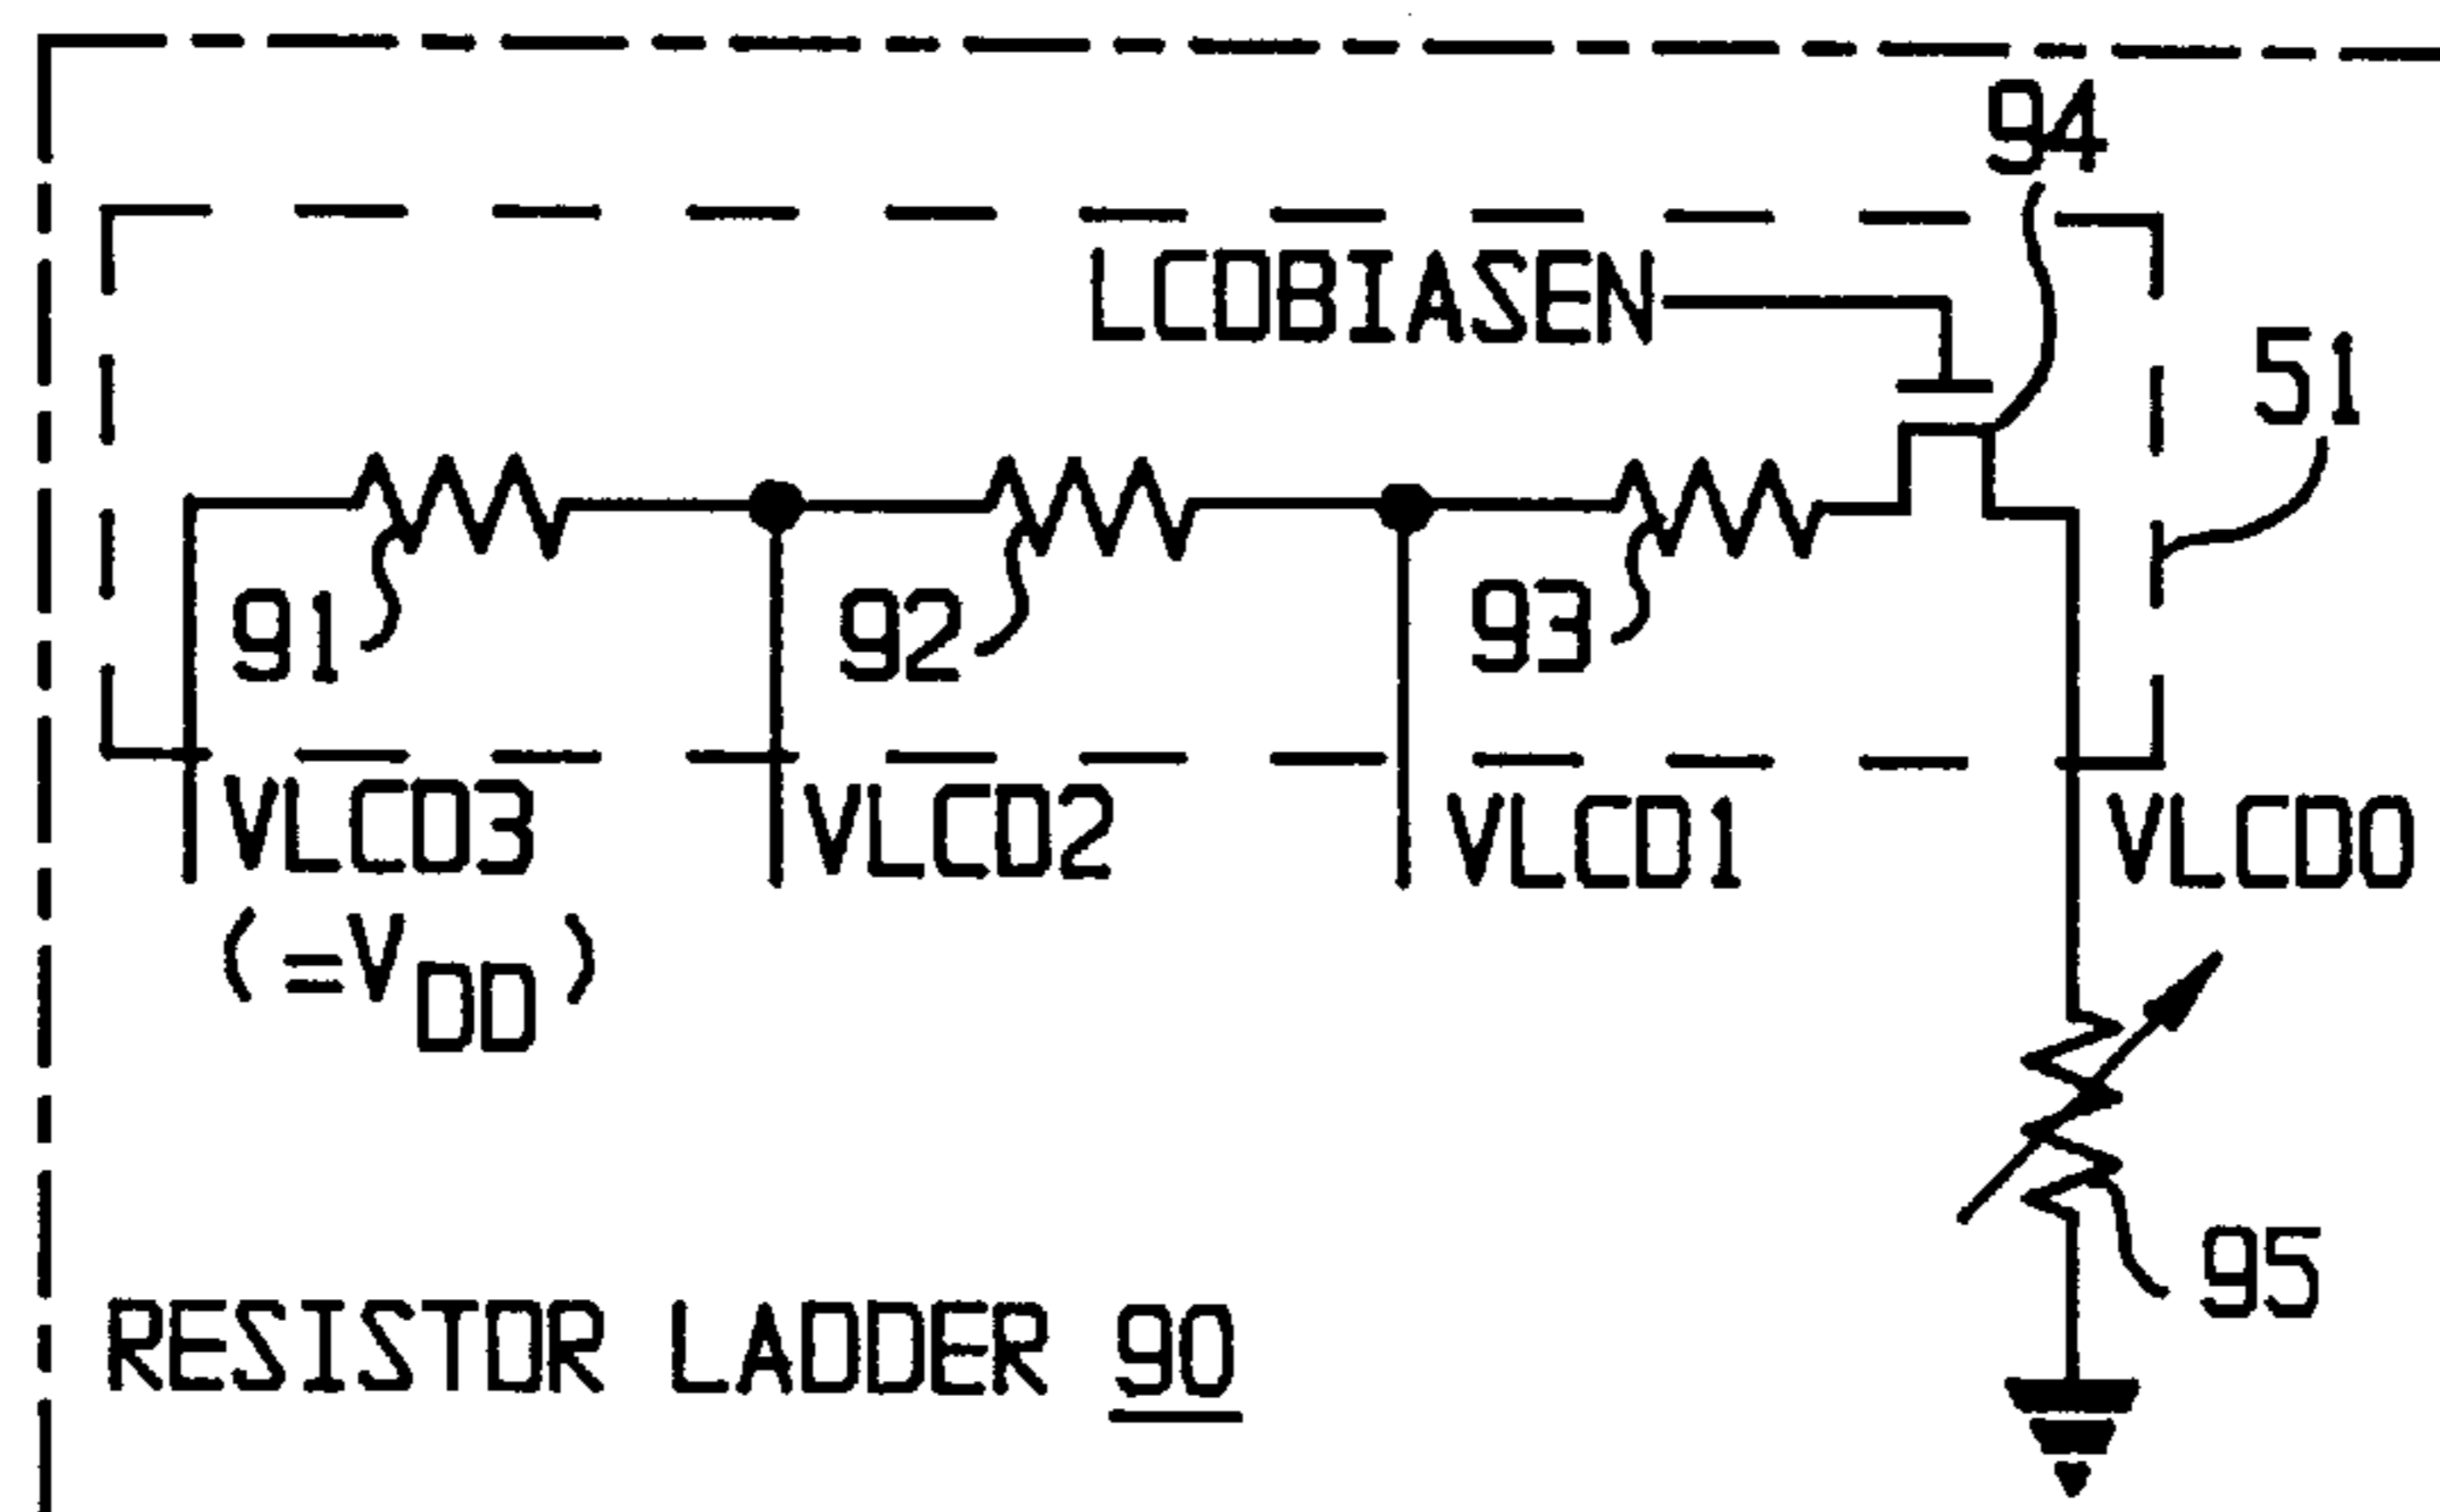 94
LCDBIASEN
51
91
92
93
VLCD3
VLCD2
VLCD1
VLCD0
(=VDD)
95
RESISTOR LADDER 90